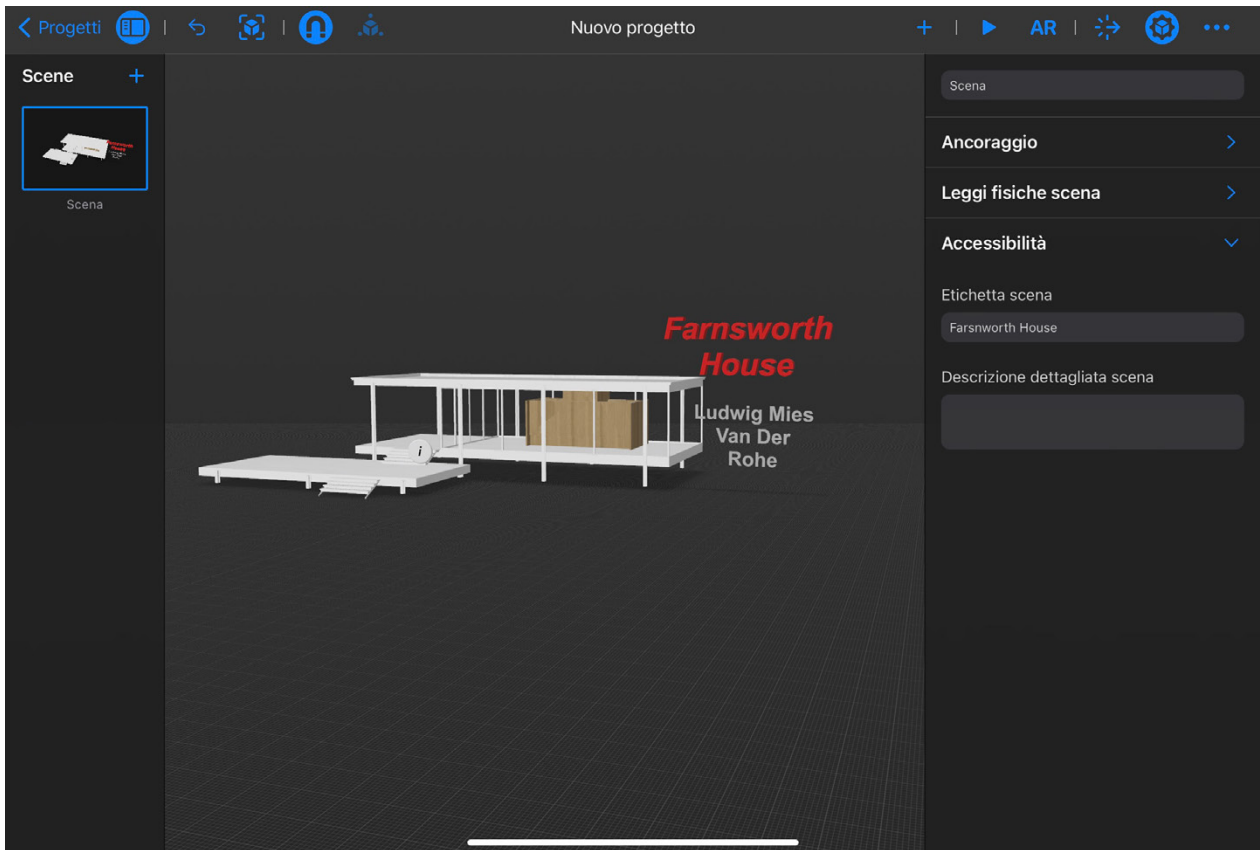 Progetti
Nuovo progetto
AR
Scene
Scena
Farnsworth
House
Ludwig Mies
Van Der
Rohe
i
Scena
Ancoraggio
Leggi fisiche scena
Accessibilità
Etichetta scena
Farsnworth House
Descrizione dettagliata scena